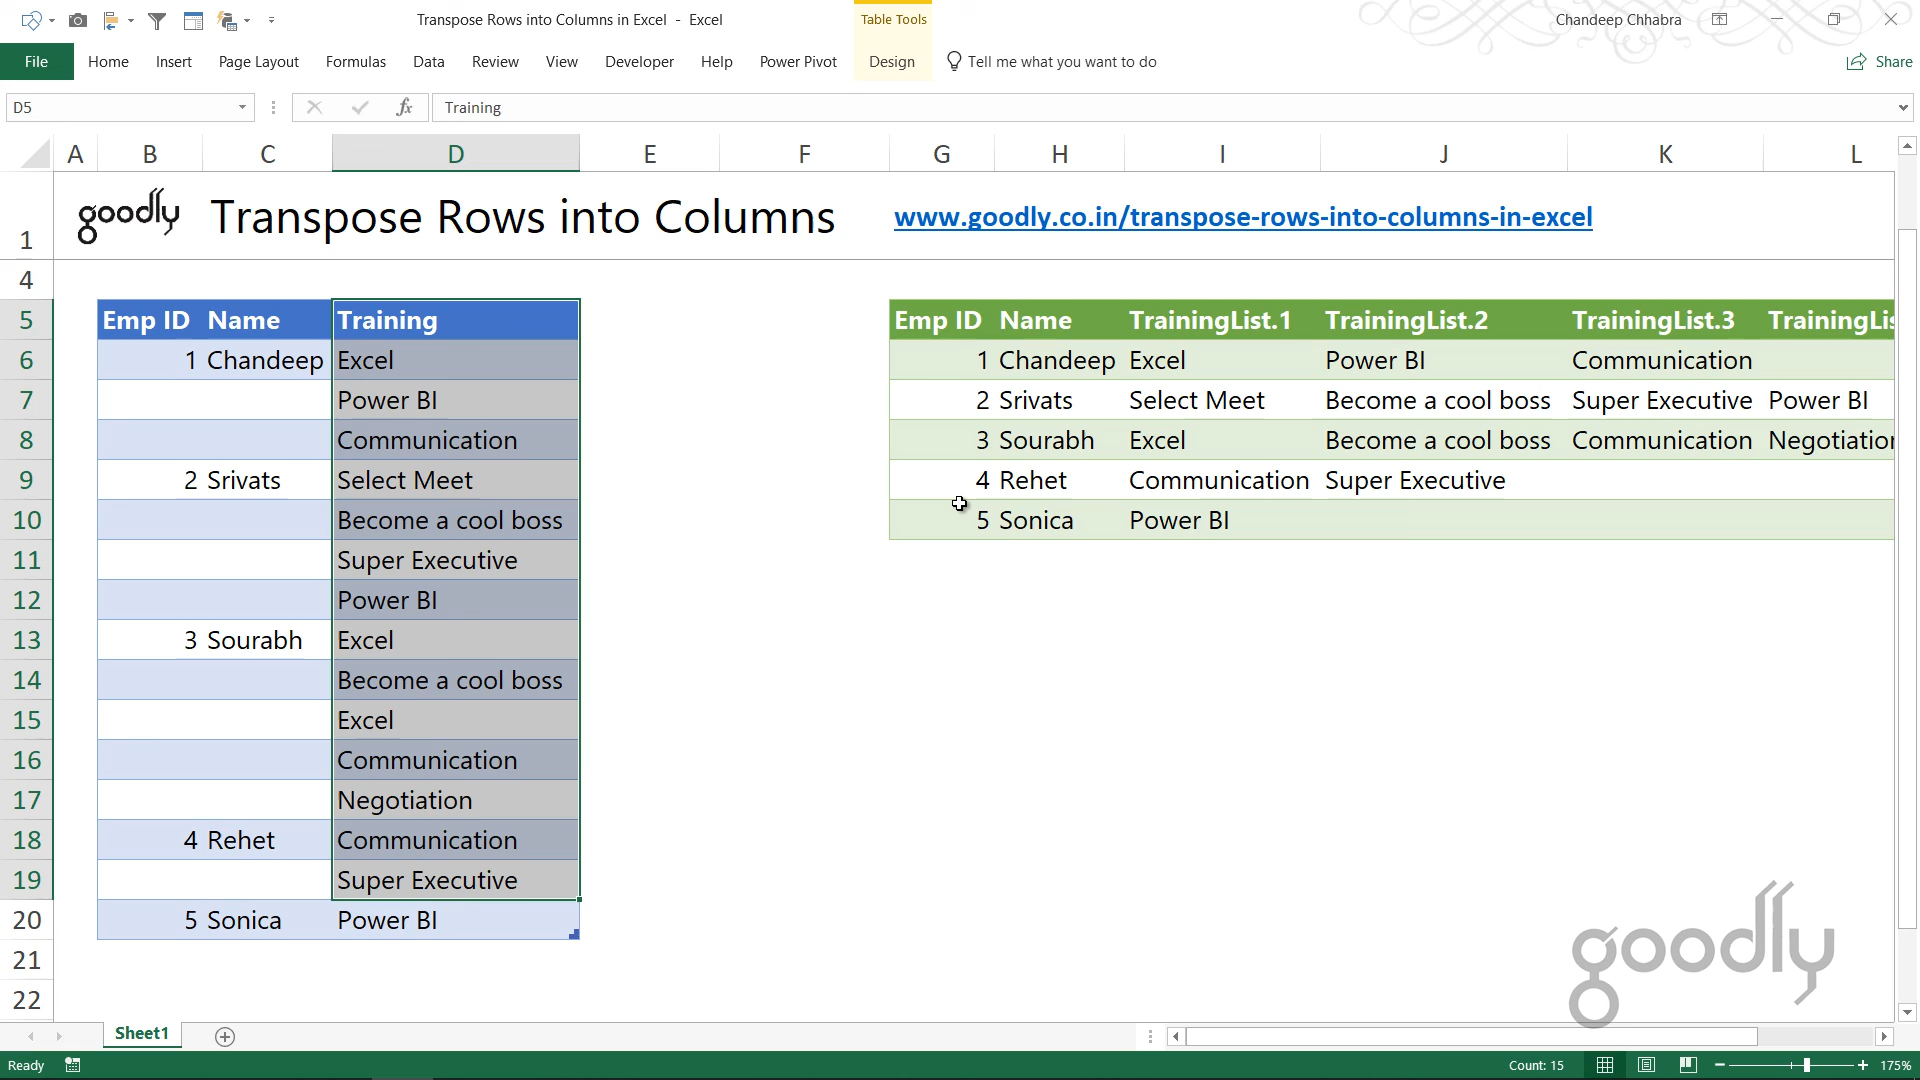 Transpose Rows into Columns in Excel - Excel
Table Tools
Chandeep Chhabra
File Home Insert Page Layout Formulas Data Review View Developer Help Power Pivot Design Tell me what you want to do Share
D5 fx Training
A B C D E F G H I J K L
1 goodly Transpose Rows into Columns www.goodly.co.in/transpose-rows-into-columns-in-excel
4
5 Emp ID Name Training Emp ID Name TrainingList.1 TrainingList.2 TrainingList.3 TrainingLis
6 1 Chandeep Excel 1 Chandeep Excel Power BI Communication
7 Power BI 2 Srivats Select Meet Become a cool boss Super Executive Power BI
8 Communication 3 Sourabh Excel Become a cool boss Communication Negotiation
9 2 Srivats Select Meet 4 Rehet Communication Super Executive
10 Become a cool boss 5 Sonica Power BI
11 Super Executive
12 Power BI
13 3 Sourabh Excel
14 Become a cool boss
15 Excel
16 Communication
17 Negotiation
18 4 Rehet Communication
19 Super Executive
20 5 Sonica Power BI
21
22
goodly
Sheet1
Ready Count: 15 175%